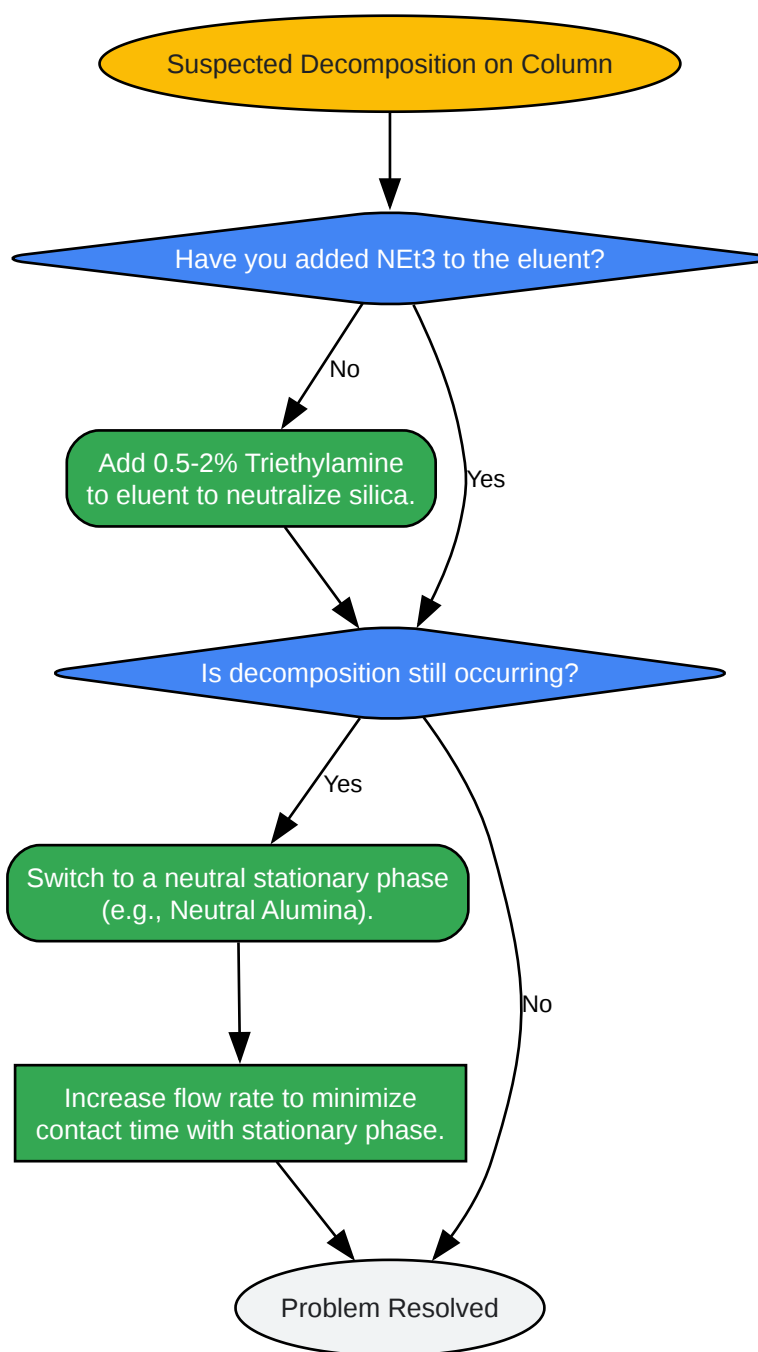 Suspected Decomposition on Column
Have you added NEt3 to the eluent?
No
Add 0.5-2% Triethylamine
to eluent to neutralize silica.
Yes
Is decomposition still occurring?
Yes
Switch to a neutral stationary phase
(e.g., Neutral Alumina).
No
Increase flow rate to minimize
contact time with stationary phase.
Problem Resolved